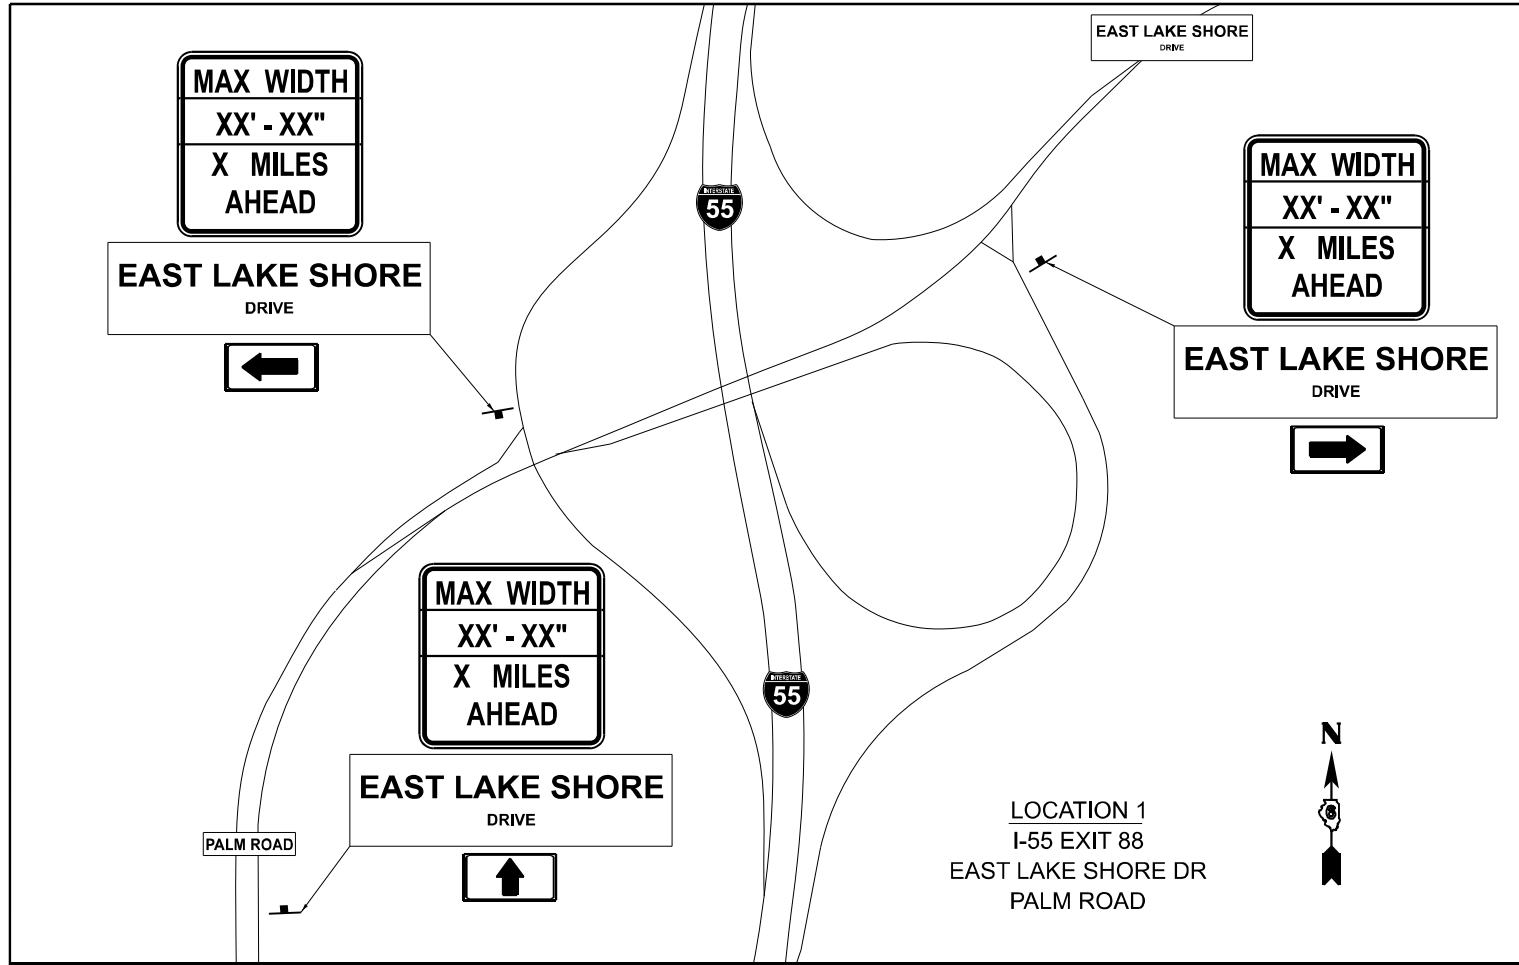 EAST LAKE SHORE
DRIVE
MAX WIDTH
XX' - XX"
X MILES
AHEAD
EAST LAKE SHORE
DRIVE
MAX WIDTH
XX' - XX"
X MILES
AHEAD
EAST LAKE SHORE
DRIVE
INTERSTATE
55
MAX WIDTH
XX' - XX"
X MILES
AHEAD
EAST LAKE SHORE
DRIVE
INTERSTATE
55
PALM ROAD
LOCATION 1
I-55 EXIT 88
EAST LAKE SHORE DR
PALM ROAD
N
6